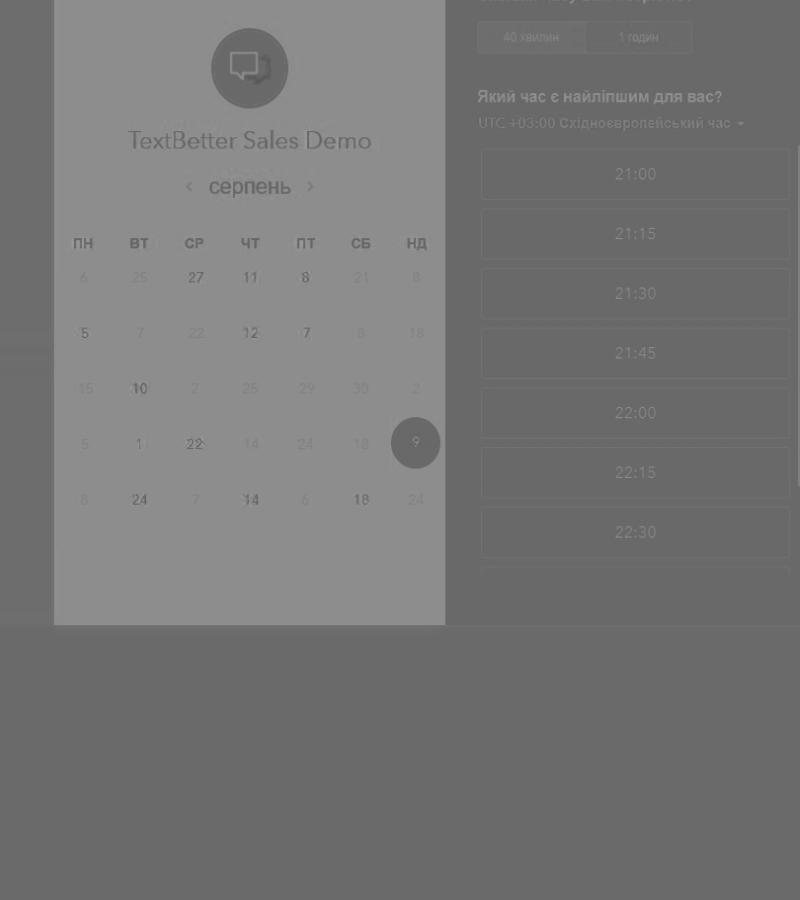 40 хвилин 1 годин
Який час є найліпшим для вас?
UTC +03:00 Східноєвропейський час
TextBetter Sales Demo
‹ серпень ›
ПН ВТ СР ЧТ ПТ СБ НД
6 25 27 11 8 21 8
5 7 22 12 7 8 18
15 10 2 25 29 30 2
5 1 22 14 24 18 9
8 24 7 14 6 18 24
21:00
21:15
21:30
21:45
22:00
22:15
22:30